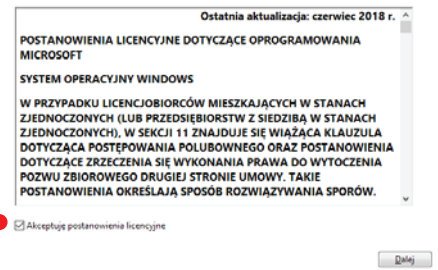 Ostatnia aktualizacja: czerwiec 2018 r.
POSTANOWIENIA LICENCYJNE DOTYCZĄCE OPROGRAMOWANIA
MICROSOFT
SYSTEM OPERACYJNY WINDOWS
W PRZYPADKU LICENCJOBIORCÓW MIESZKAJĄCYCH W STANACH
ZJEDNOCZONYCH (LUB PRZEDSIĘBIORSTW Z SIEDZIBĄ W STANACH
ZJEDNOCZONYCH), W SEKCJI 11 ZNAJDUJE SIĘ WIĄŻĄCA KLAUZULA
DOTYCZĄCA POSTĘPOWANIA POLUBOWNEGO ORAZ POSTANOWIENIA
DOTYCZĄCE ZRZECZENIA SIĘ WYKONANIA PRAWA DO WYTOCZENIA
POZWU ZBIOROWEGO DRUGIEJ STRONIE UMOWY. TAKIE
POSTANOWIENIA OKREŚLAJĄ SPOSÓB ROZWIĄZYWANIA SPORÓW.
Akceptuję postanowienia licencyjne
Dalej